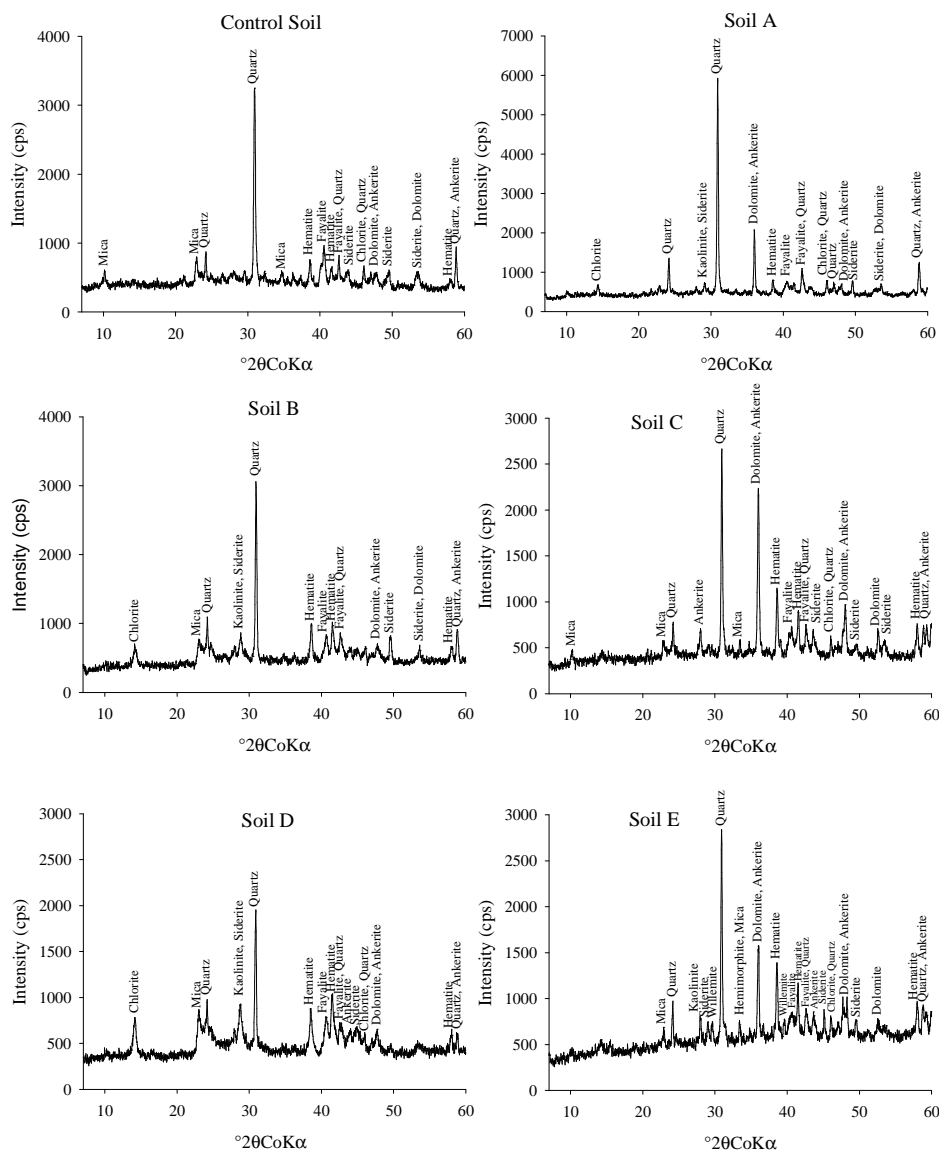 Control Soil
Intensity (cps)
4000
3000
2000
1000
0
Mica
Mica
Quartz
Quartz
Mica
Hematite
Fayalite
Hematite
Fayalite, Quartz
Siderite
Chlorite, Quartz
Dolomite, Ankerite
Siderite
Siderite, Dolomite
Hematite
Quartz, Ankerite
10 20 30 40 50 60
°2θCoKα
Soil A
Intensity (cps)
7000
6000
5000
4000
3000
2000
1000
0
Chlorite
Quartz
Kaolinite, Siderite
Quartz
Dolomite, Ankerite
Hematite
Fayalite
Fayalite, Quartz
Chlorite, Quartz
Quartz
Dolomite, Ankerite
Siderite
Siderite, Dolomite
Quartz, Ankerite
10 20 30 40 50 60
°2θCoKα
Soil B
Intensity (cps)
4000
3000
2000
1000
0
Chlorite
Mica
Quartz
Kaolinite, Siderite
Quartz
Hematite
Fayalite
Hematite
Fayalite, Quartz
Dolomite, Ankerite
Siderite
Siderite, Dolomite
Hematite
Quartz, Ankerite
10 20 30 40 50 60
°2θCoKα
Soil C
Intensity (cps)
3000
2500
2000
1500
1000
500
0
Mica
Mica
Quartz
Ankerite
Quartz
Mica
Dolomite, Ankerite
Hematite
Fayalite
Hematite
Fayalite, Quartz
Siderite
Chlorite, Quartz
Dolomite, Ankerite
Siderite
Dolomite
Siderite
Hematite
Quartz, Ankerite
10 20 30 40 50 60
°2θCoKα
Soil D
Intensity (cps)
3000
2500
2000
1500
1000
500
0
Chlorite
Mica
Quartz
Kaolinite, Siderite
Quartz
Hematite
Fayalite
Hematite
Fayalite, Quartz
Ankerite
Siderite
Chlorite, Quartz
Dolomite, Ankerite
Hematite
Quartz, Ankerite
10 20 30 40 50 60
°2θCoKα
Soil E
Intensity (cps)
3000
2500
2000
1500
1000
500
0
Mica
Quartz
Kaolinite
Siderite
Willemite
Quartz
Hemimorphite, Mica
Dolomite, Ankerite
Hematite
Willemite
Fayalite
Hematite
Fayalite, Quartz
Ankerite
Siderite
Chlorite, Quartz
Dolomite, Ankerite
Siderite
Dolomite
Hematite
Quartz, Ankerite
10 20 30 40 50 60
°2θCoKα